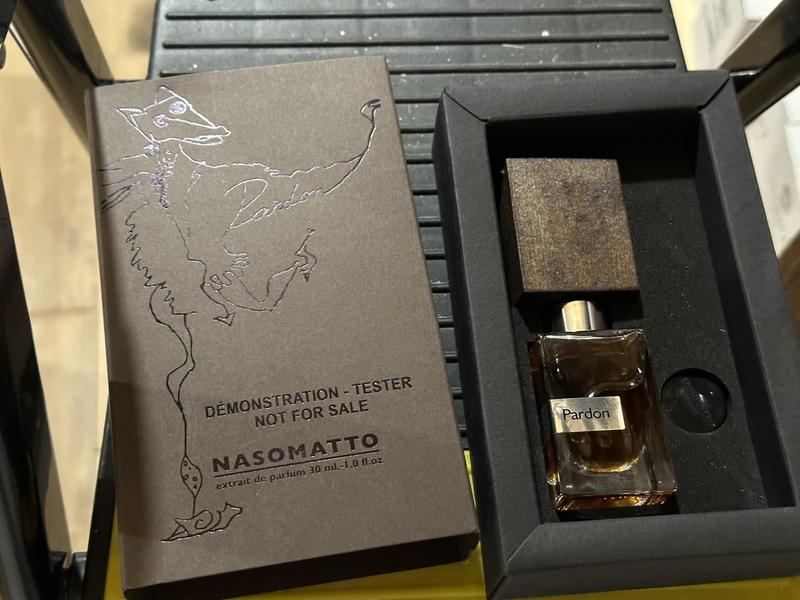 Pardon
DÉMONSTRATION - TESTER
NOT FOR SALE
NASOMATTO
extrait de parfum 30 ml.-1,0 fl.oz
Pardon